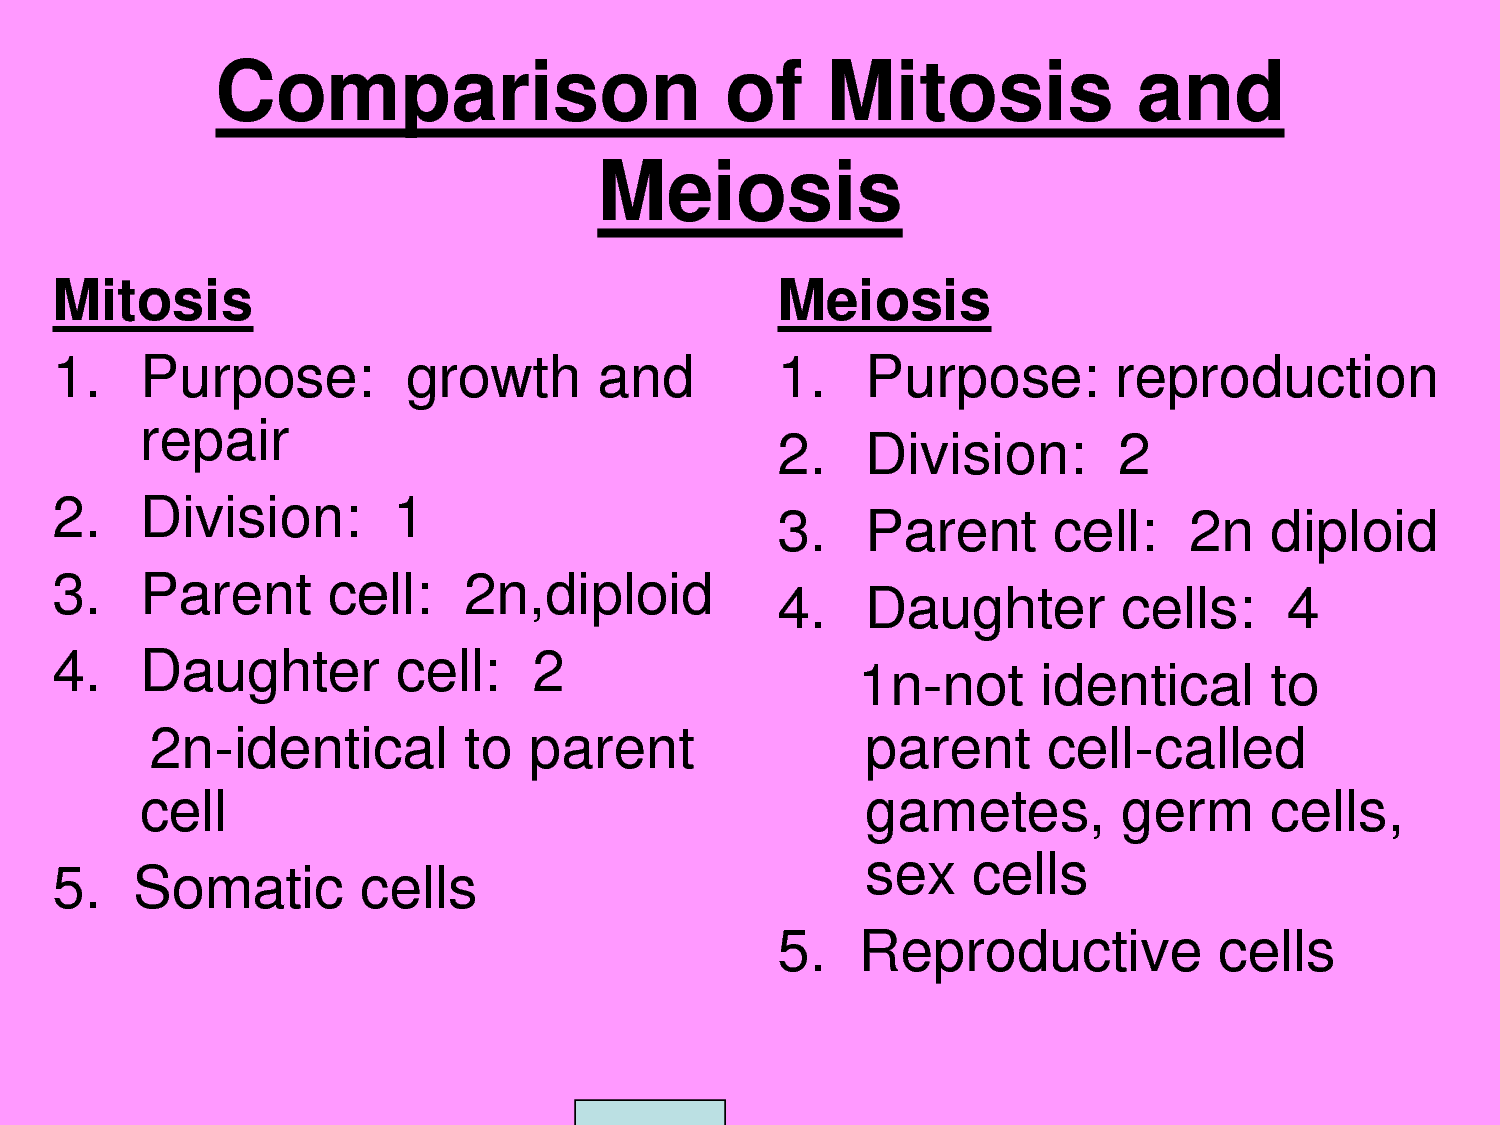 Comparison of Mitosis and
Meiosis
Mitosis
1. Purpose: growth and
repair
2. Division: 1
3. Parent cell: 2n,diploid
4. Daughter cell: 2
2n-identical to parent
cell
5. Somatic cells
Meiosis
1. Purpose: reproduction
2. Division: 2
3. Parent cell: 2n diploid
4. Daughter cells: 4
1n-not identical to
parent cell-called
gametes, germ cells,
sex cells
5. Reproductive cells